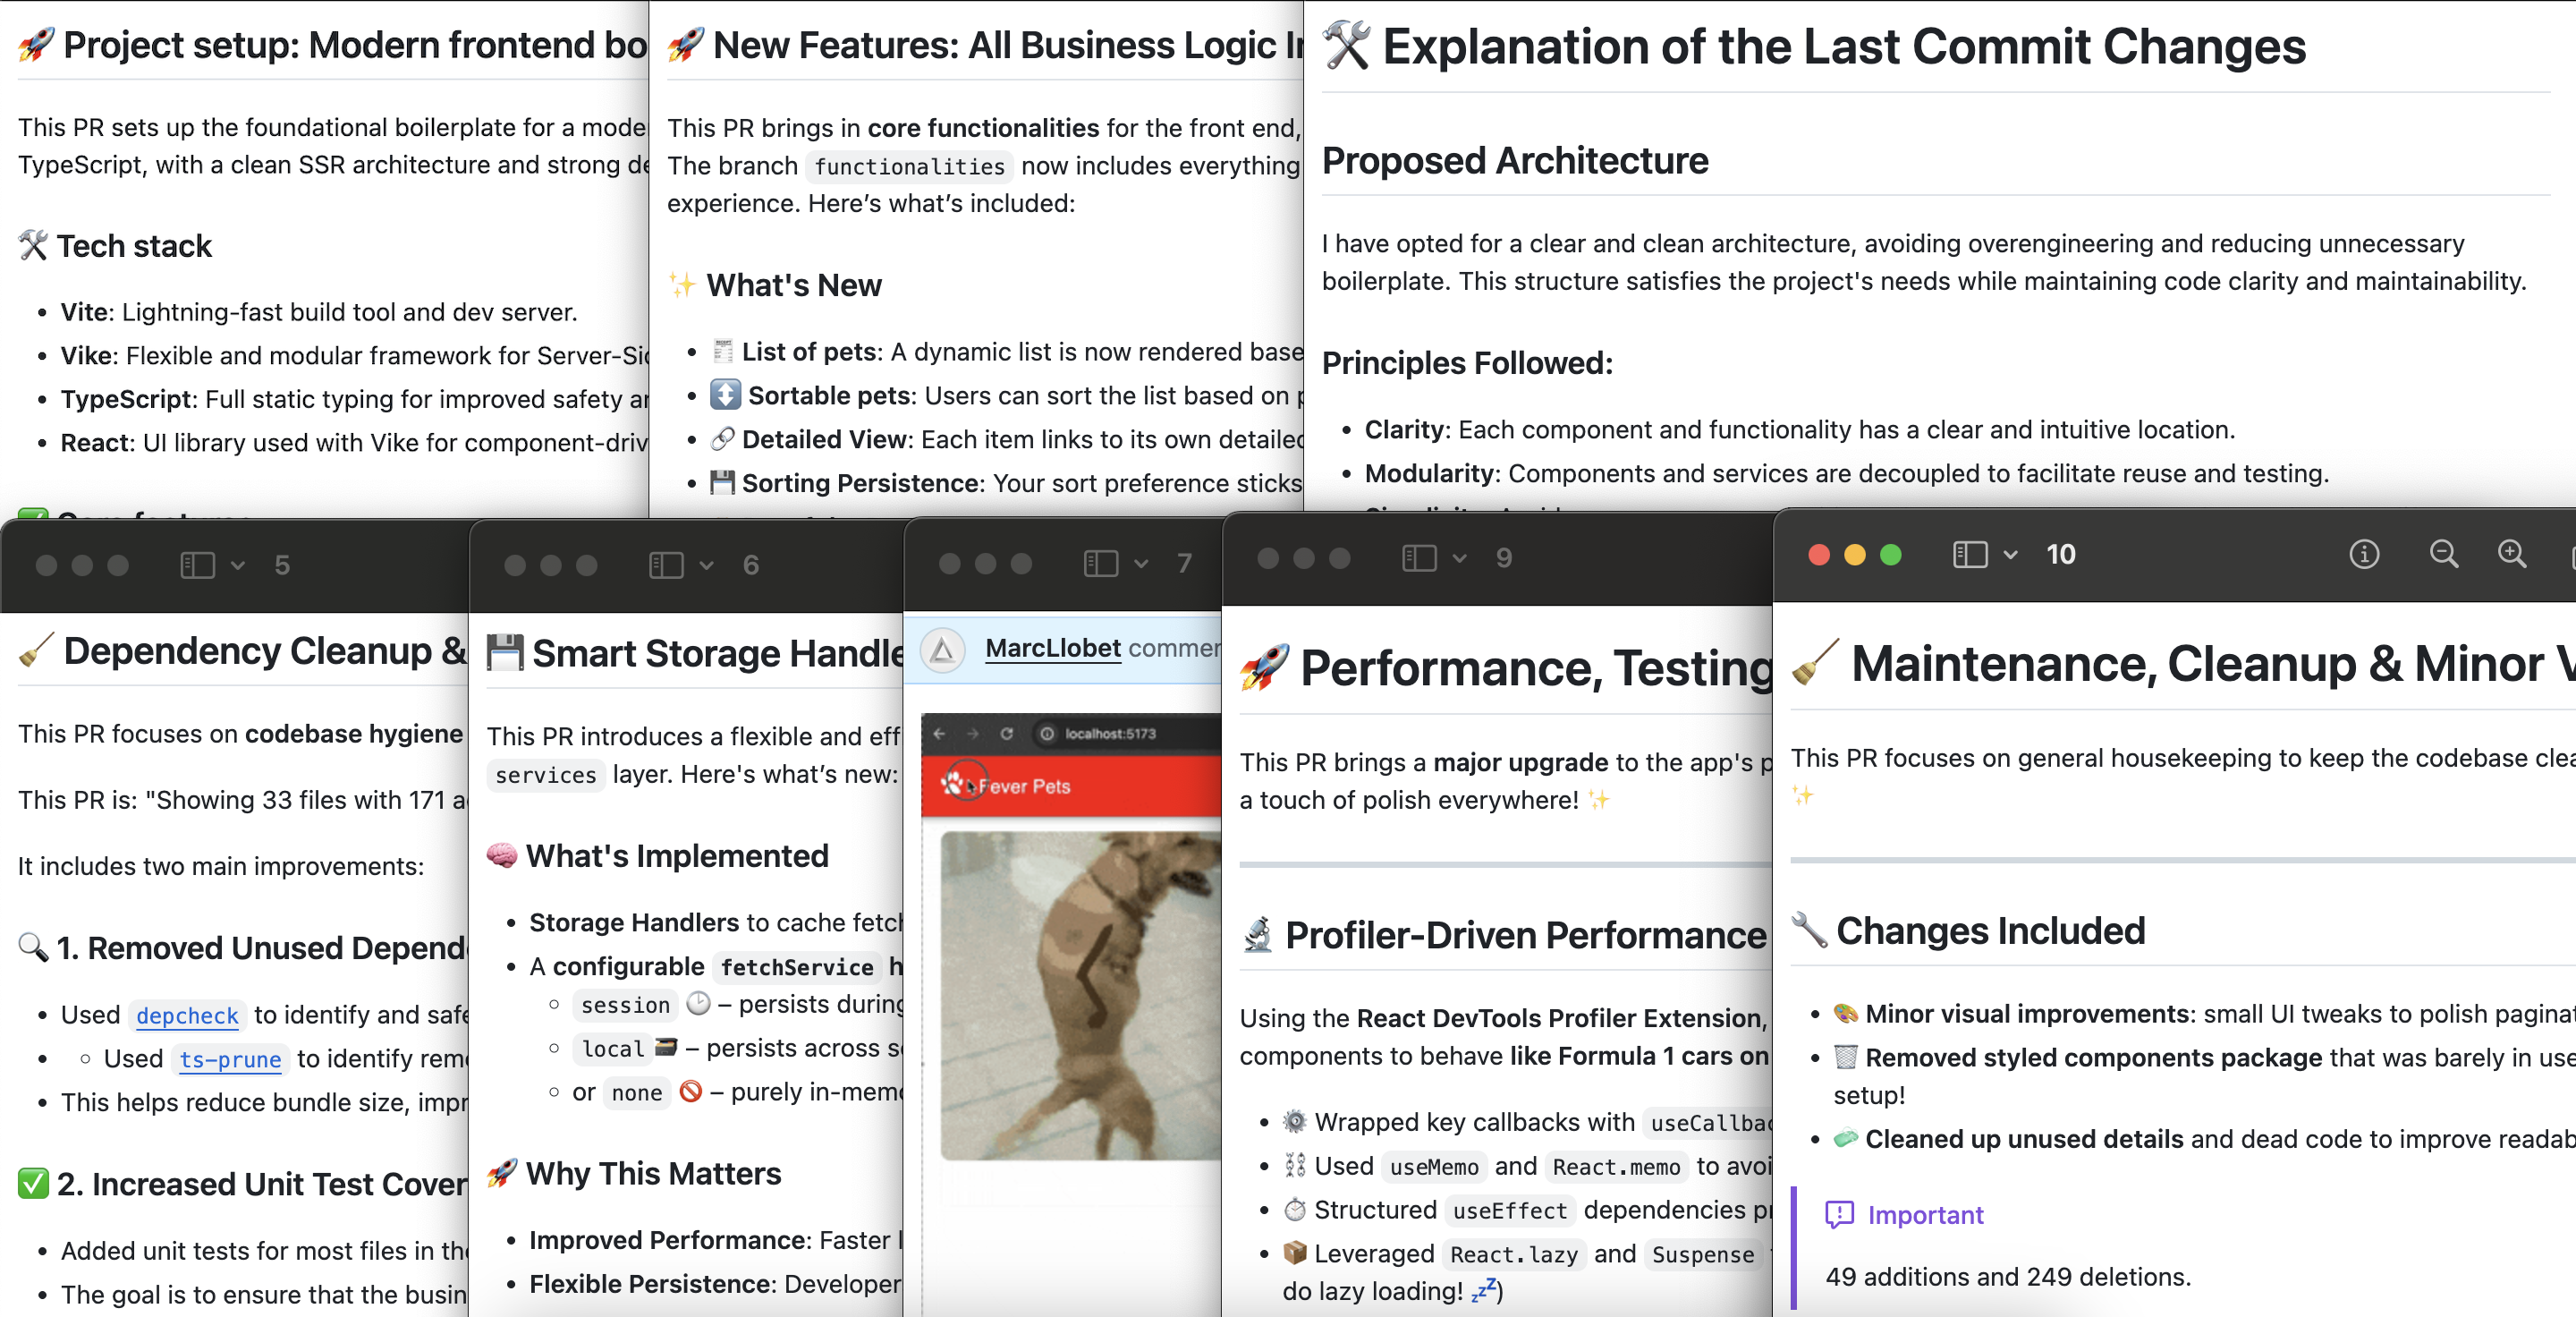 🚀 Project setup: Modern frontend bo
This PR sets up the foundational boilerplate for a mode
TypeScript, with a clean SSR architecture and strong de
🛠️ Tech stack
• Vite: Lightning-fast build tool and dev server.
• Vike: Flexible and modular framework for Server-Sid
• TypeScript: Full static typing for improved safety an
• React: UI library used with Vike for component-driv
🚀 New Features: All Business Logic In
This PR brings in core functionalities for the front end,
The branch functionalities now includes everything
experience. Here’s what’s included:
✨ What's New
• 🧾 List of pets: A dynamic list is now rendered base
• ↕️ Sortable pets: Users can sort the list based on p
• 🔗 Detailed View: Each item links to its own detailed
• 💾 Sorting Persistence: Your sort preference sticks
🛠️ Explanation of the Last Commit Changes
Proposed Architecture
I have opted for a clear and clean architecture, avoiding overengineering and reducing unnecessary
boilerplate. This structure satisfies the project's needs while maintaining code clarity and maintainability.
Principles Followed:
• Clarity: Each component and functionality has a clear and intuitive location.
• Modularity: Components and services are decoupled to facilitate reuse and testing.
5
🧹 Dependency Cleanup &
This PR focuses on codebase hygiene
This PR is: "Showing 33 files with 171 a
It includes two main improvements:
🔍 1. Removed Unused Depend
• Used depcheck to identify and safe
• ◦ Used ts-prune to identify remo
• This helps reduce bundle size, impr
✅ 2. Increased Unit Test Cover
• Added unit tests for most files in the
• The goal is to ensure that the busin
6
💾 Smart Storage Handle
This PR introduces a flexible and eff
services layer. Here's what’s new:
🧠 What's Implemented
• Storage Handlers to cache fetch
• A configurable fetchService h
◦ session 🕒 – persists during
◦ local 🗃️ – persists across se
◦ or none 🚫 – purely in-memo
🚀 Why This Matters
• Improved Performance: Faster l
• Flexible Persistence: Developer
7
MarcLlobet commen
localhost:5173
Fever Pets
9
🚀 Performance, Testing
This PR brings a major upgrade to the app's p
a touch of polish everywhere! ✨
🔬 Profiler-Driven Performance
Using the React DevTools Profiler Extension,
components to behave like Formula 1 cars on
• ⚙️ Wrapped key callbacks with useCallbac
• ⛓️ Used useMemo and React.memo to avoi
• ⏱️ Structured useEffect dependencies pr
• 📦 Leveraged React.lazy and Suspense
do lazy loading! 💤)
10
🧹 Maintenance, Cleanup & Minor V
This PR focuses on general housekeeping to keep the codebase clea
✨
🔧 Changes Included
• 🎨 Minor visual improvements: small UI tweaks to polish paginat
• 🗑️ Removed styled components package that was barely in use
setup!
• 🧼 Cleaned up unused details and dead code to improve readab
Important
49 additions and 249 deletions.